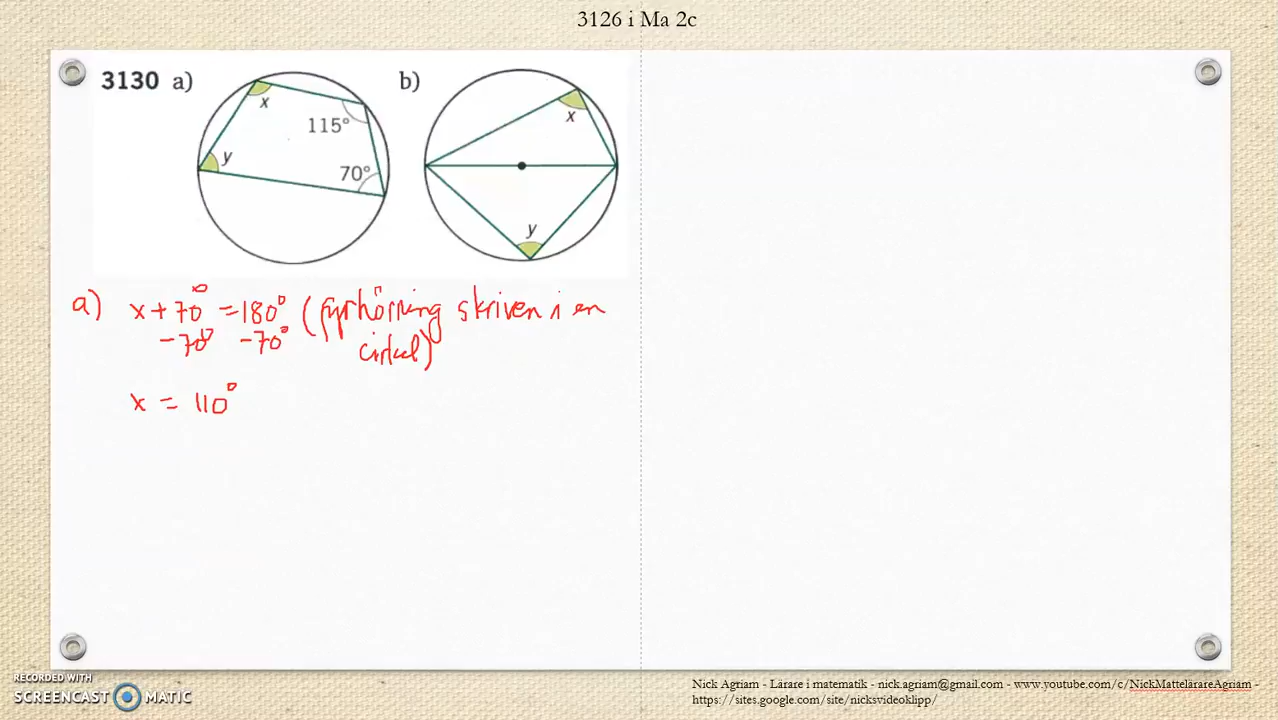 3126 i Ma 2c
3130 a)
b)
x
115°
y
70°
x
y
a) x + 70° = 180° (fyrhörning skriven i en
-70° -70° cirkel)
x = 110°
RECORDED WITH
SCREENCAST MATIC
Nick Agriam - Lärare i matematik - nick.agriam@gmail.com - www.youtube.com/c/NickMattelärareAgriam -
https://sites.google.com/site/nicksvideoklipp/